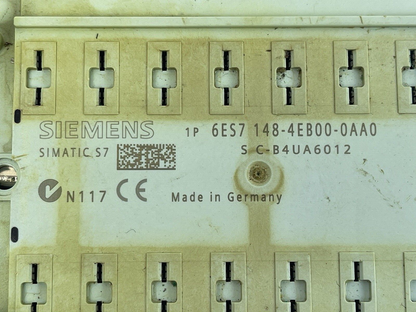 SIEMENS 1P 6ES7 148-4EB00-0AA0
SIMATIC S7 S C-B4UA6012
N117 CE Made in Germany